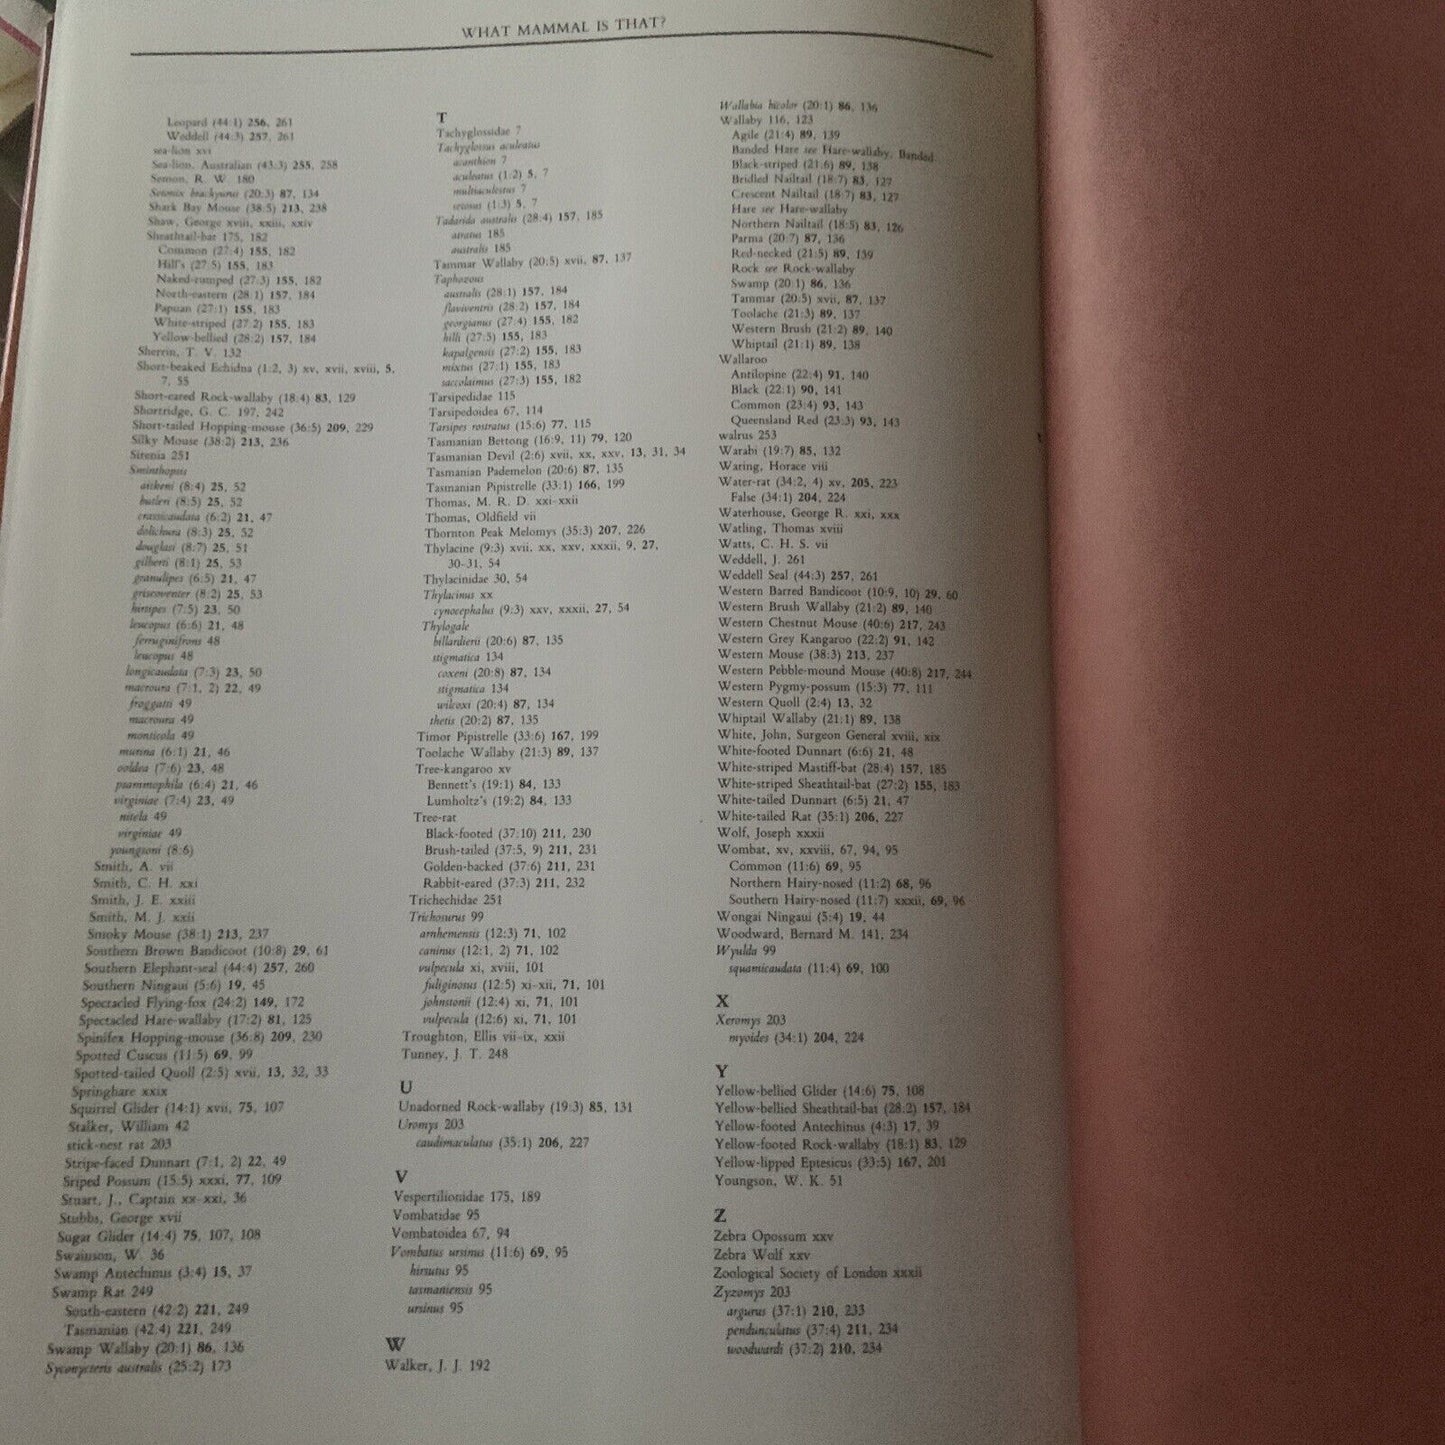 WHAT MAMMAL IS THAT?
Leopard (44:1) 256, 261
Weddell (44:3) 257, 261
sea-lion xvi
Sea-lion, Australian (43:3) 255, 258
Semon, R. W. 180
Setonix brachyurus (20:3) 87, 134
Shark Bay Mouse (38:5) 213, 238
Shaw, George xviii, xxiii, xxiv
Sheathtail-bat 175, 182
Common (27:4) 155, 182
Hill's (27:5) 155, 183
Naked-rumped (27:3) 155, 182
North-eastern (28:1) 157, 184
Papuan (27:1) 155, 183
White-striped (27:2) 155, 183
Yellow-bellied (28:2) 157, 184
Sherrin, T. V. 132
Short-beaked Echidna (1:2, 3) xv, xvii, xviii, 5,
7, 55
Short-eared Rock-wallaby (18:4) 83, 129
Shortridge, G. C. 197, 242
Short-tailed Hopping-mouse (36:5) 209, 229
Silky Mouse (38:2) 213, 236
Sirenia 251
Sminthopsis
aitkeni (8:4) 25, 52
butleri (8:5) 25, 52
crassicaudata (6:2) 21, 47
dolichura (8:3) 25, 52
douglasi (8:7) 25, 51
gilberti (8:1) 25, 53
granulipes (6:5) 21, 47
griseoventer (8:2) 25, 53
hirtipes (7:5) 23, 50
leucopus (6:6) 21, 48
ferruginifrons 48
leucopus 48
longicaudata (7:3) 23, 50
macroura (7:1, 2) 22, 49
froggatti 49
macroura 49
monticola 49
murina (6:1) 21, 46
ooldea (7:6) 23, 48
psammophila (6:4) 21, 46
virginiae (7:4) 23, 49
nitela 49
virginiae 49
youngsoni (8:6)
Smith, A. vii
Smith, C. H. xxi
Smith, J. E. xxiii
Smith, M. J. xxii
Smoky Mouse (38:1) 213, 237
Southern Brown Bandicoot (10:8) 29, 61
Southern Elephant-seal (44:4) 257, 260
Southern Ningaui (5:6) 19, 45
Spectacled Flying-fox (24:2) 149, 172
Spectacled Hare-wallaby (17:2) 81, 125
Spinifex Hopping-mouse (36:8) 209, 230
Spotted Cuscus (11:5) 69, 99
Spotted-tailed Quoll (2:5) xvii, 13, 32, 33
Springhare xxix
Squirrel Glider (14:1) xvii, 75, 107
Stalker, William 42
stick-nest rat 203
Stripe-faced Dunnart (7:1, 2) 22, 49
Sriped Possum (15:5) xxxi, 77, 109
Stuart, J., Captain xx-xxi, 36
Stubbs, George xvii
Sugar Glider (14:4) 75, 107, 108
Swainson, W. 36
Swamp Antechinus (3:4) 15, 37
Swamp Rat 249
South-eastern (42:2) 221, 249
Tasmanian (42:4) 221, 249
Swamp Wallaby (20:1) 86, 136
Syconycteris australis (25:2) 173
T
Tachyglossidae 7
Tachyglossus aculeatus
acanthion 7
aculeatus (1:2) 5, 7
multiaculeatus 7
setosus (1:3) 5, 7
Tadarida australis (28:4) 157, 185
atratus 185
australis 185
Tammar Wallaby (20:5) xvii, 87, 137
Taphozous
australis (28:1) 157, 184
flaviventris (28:2) 157, 184
georgianus (27:4) 155, 182
hilli (27:5) 155, 183
kapalgensis (27:2) 155, 183
mixtus (27:1) 155, 183
saccolaimus (27:3) 155, 182
Tarsipedidae 115
Tarsipedoidea 67, 114
Tarsipes rostratus (15:6) 77, 115
Tasmanian Bettong (16:9, 11) 79, 120
Tasmanian Devil (2:6) xvii, xx, xxv, 13, 31, 34
Tasmanian Pademelon (20:6) 87, 135
Tasmanian Pipistrelle (33:1) 166, 199
Thomas, M. R. D. xxi-xxii
Thomas, Oldfield vii
Thornton Peak Melomys (35:3) 207, 226
Thylacine (9:3) xvii, xx, xxv, xxxii, 9, 27,
30-31, 54
Thylacinidae 30, 54
Thylacinus xx
cynocephalus (9:3) xxv, xxxii, 27, 54
Thylogale
billardierii (20:6) 87, 135
stigmatica 134
coxeni (20:8) 87, 134
stigmatica 134
wilcoxi (20:4) 87, 134
thetis (20:2) 87, 135
Timor Pipistrelle (33:6) 167, 199
Toolache Wallaby (21:3) 89, 137
Tree-kangaroo xv
Bennett's (19:1) 84, 133
Lumholtz's (19:2) 84, 133
Tree-rat
Black-footed (37:10) 211, 230
Brush-tailed (37:5, 9) 211, 231
Golden-backed (37:6) 211, 231
Rabbit-eared (37:3) 211, 232
Trichechidae 251
Trichosurus 99
arnhemensis (12:3) 71, 102
caninus (12:1, 2) 71, 102
vulpecula xi, xviii, 101
fuliginosus (12:5) xi-xii, 71, 101
johnstonii (12:4) xi, 71, 101
vulpecula (12:6) xi, 71, 101
Troughton, Ellis vii-ix, xxii
Tunney, J. T. 248
U
Unadorned Rock-wallaby (19:3) 85, 131
Uromys 203
caudimaculatus (35:1) 206, 227
V
Vespertilionidae 175, 189
Vombatidae 95
Vombatoidea 67, 94
Vombatus ursinus (11:6) 69, 95
hirsutus 95
tasmaniensis 95
ursinus 95
W
Walker, J. J. 192
Wallabia bicolor (20:1) 86, 136
Wallaby 116, 123
Agile (21:4) 89, 139
Banded Hare see Hare-wallaby, Banded
Black-striped (21:6) 89, 138
Bridled Nailtail (18:7) 83, 127
Crescent Nailtail (18:7) 83, 127
Hare see Hare-wallaby
Northern Nailtail (18:5) 83, 126
Parma (20:7) 87, 136
Red-necked (21:5) 89, 139
Rock see Rock-wallaby
Swamp (20:1) 86, 136
Tammar (20:5) xvii, 87, 137
Toolache (21:3) 89, 137
Western Brush (21:2) 89, 140
Whiptail (21:1) 89, 138
Wallaroo
Antilopine (22:4) 91, 140
Black (22:1) 90, 141
Common (23:4) 93, 143
Queensland Red (23:3) 93, 143
walrus 253
Warabi (19:7) 85, 132
Waring, Horace viii
Water-rat (34:2, 4) xv, 205, 223
False (34:1) 204, 224
Waterhouse, George R. xxi, xxx
Watling, Thomas xviii
Watts, C. H. S. vii
Weddell, J. 261
Weddell Seal (44:3) 257, 261
Western Barred Bandicoot (10:9, 10) 29, 60
Western Brush Wallaby (21:2) 89, 140
Western Chestnut Mouse (40:6) 217, 243
Western Grey Kangaroo (22:2) 91, 142
Western Mouse (38:3) 213, 237
Western Pebble-mound Mouse (40:8) 217, 244
Western Pygmy-possum (15:3) 77, 111
Western Quoll (2:4) 13, 32
Whiptail Wallaby (21:1) 89, 138
White, John, Surgeon General xviii, xix
White-footed Dunnart (6:6) 21, 48
White-striped Mastiff-bat (28:4) 157, 185
White-striped Sheathtail-bat (27:2) 155, 183
White-tailed Dunnart (6:5) 21, 47
White-tailed Rat (35:1) 206, 227
Wolf, Joseph xxxii
Wombat, xv, xxviii, 67, 94, 95
Common (11:6) 69, 95
Northern Hairy-nosed (11:2) 68, 96
Southern Hairy-nosed (11:7) xxxii, 69, 96
Wongai Ningaui (5:4) 19, 44
Woodward, Bernard M. 141, 234
Wyulda 99
squamicaudata (11:4) 69, 100
X
Xeromys 203
myoides (34:1) 204, 224
Y
Yellow-bellied Glider (14:6) 75, 108
Yellow-bellied Sheathtail-bat (28:2) 157, 184
Yellow-footed Antechinus (4:3) 17, 39
Yellow-footed Rock-wallaby (18:1) 83, 129
Yellow-lipped Eptesicus (33:5) 167, 201
Youngson, W. K. 51
Z
Zebra Opossum xxv
Zebra Wolf xxv
Zoological Society of London xxxii
Zyzomys 203
argurus (37:1) 210, 233
pendunculatus (37:4) 211, 234
woodwardi (37:2) 210, 234